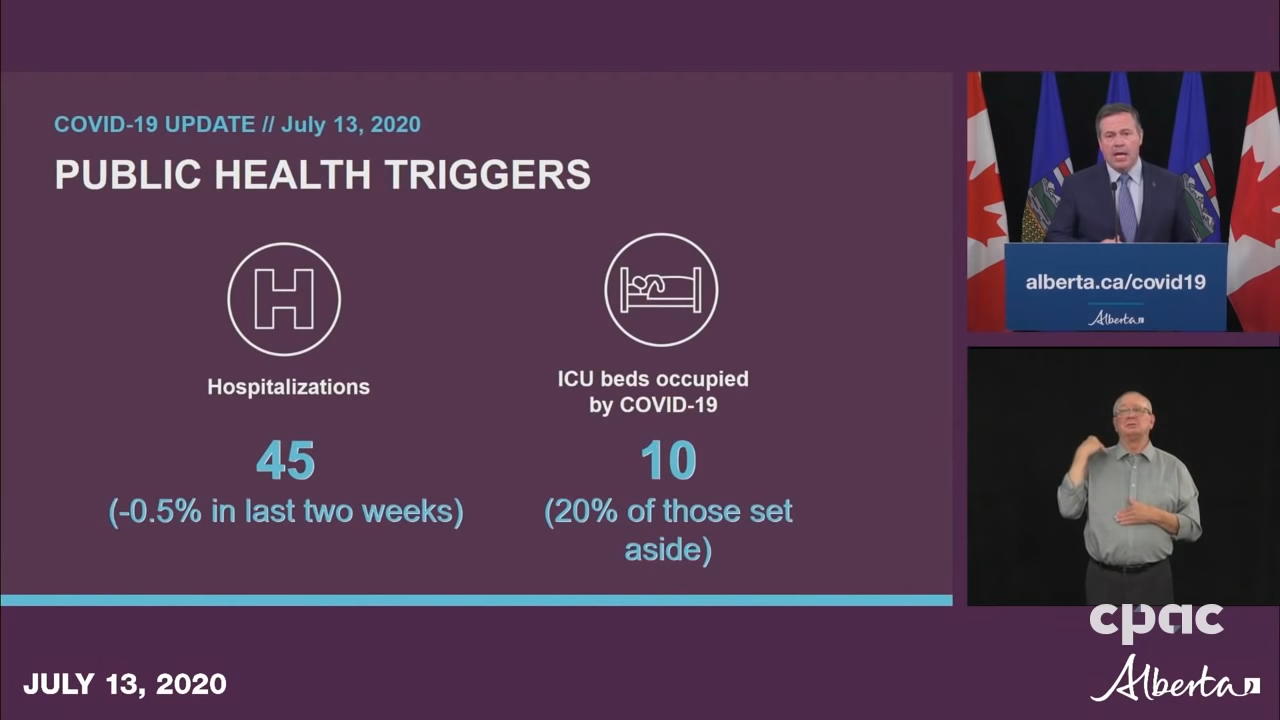 COVID-19 UPDATE // July 13, 2020
PUBLIC HEALTH TRIGGERS
H
Hospitalizations
45
(-0.5% in last two weeks)
ICU beds occupied
by COVID-19
10
(20% of those set
aside)
alberta.ca/covid19
Alberta
cpac
JULY 13, 2020
Alberta